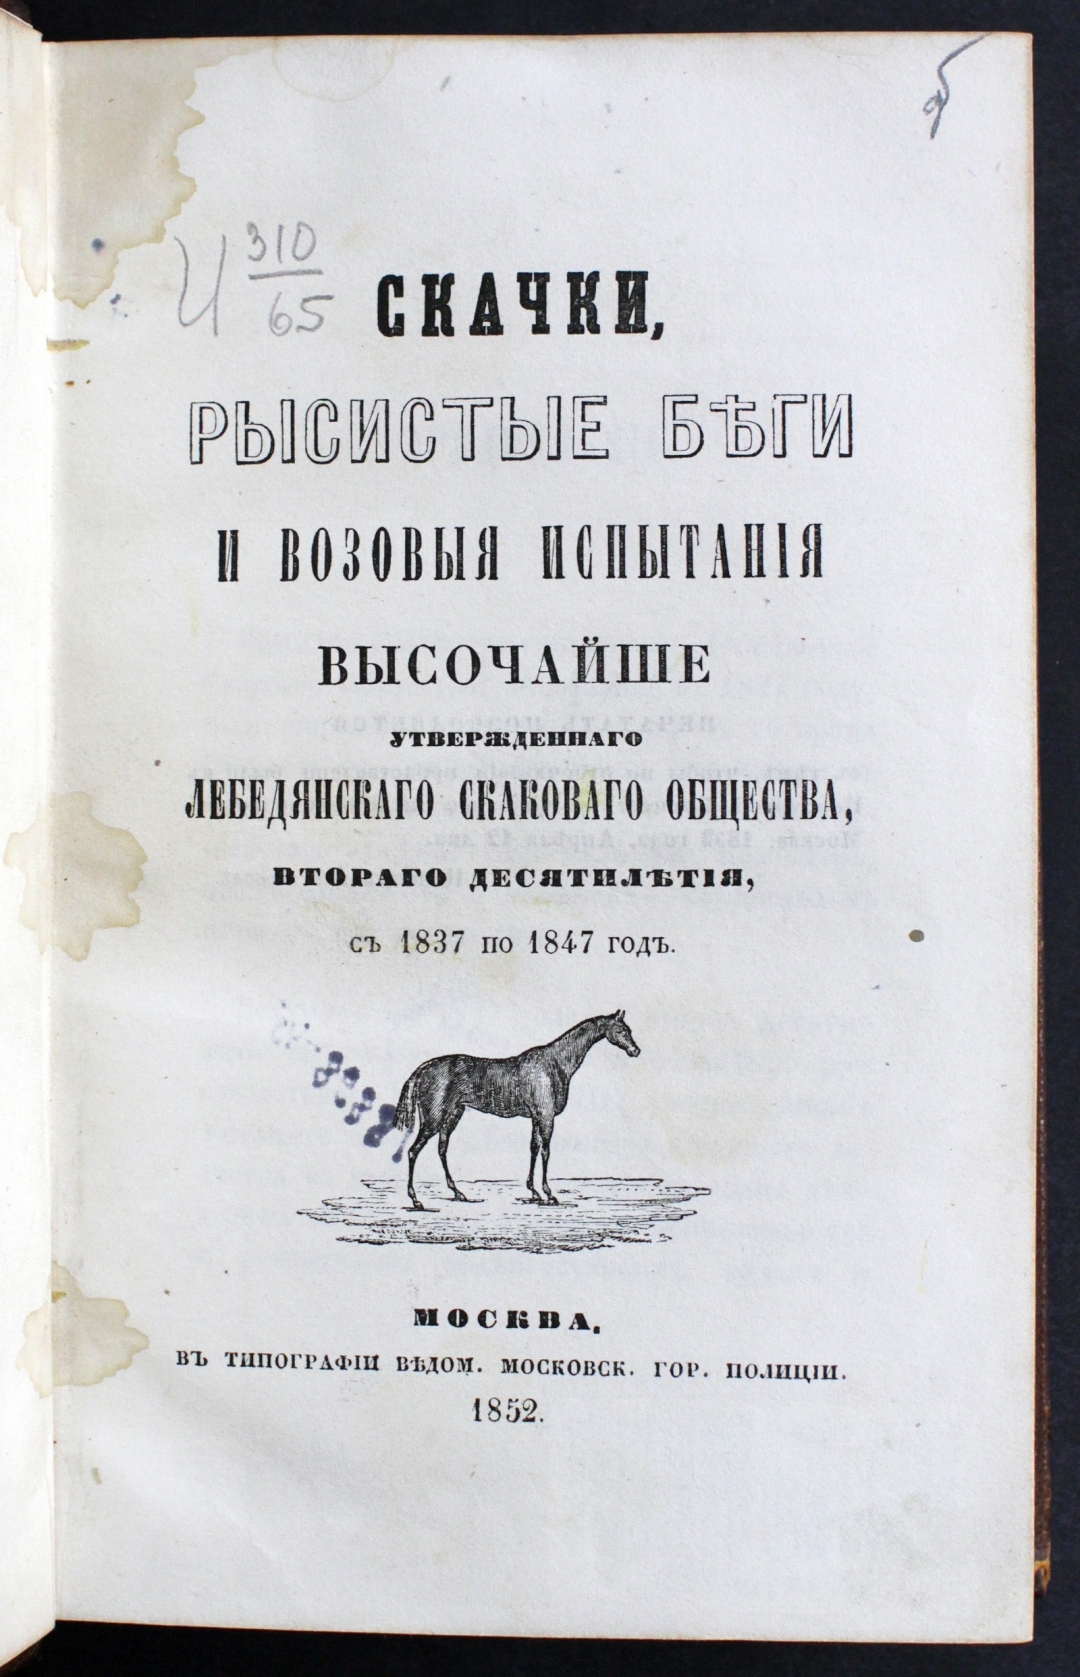 И 310
65
СКАЧКИ,
РЫСИСТЫЕ БѢГИ
И ВОЗОВЫЯ ИСПЫТАНІЯ
ВЫСОЧАЙШЕ
УТВЕРЖДЕННАГО
ЛЕБЕДЯНСКАГО СКАКОВАГО ОБЩЕСТВА,
ВТОРАГО ДЕСЯТИЛѢТІЯ,
съ 1837 по 1847 годъ.
МОСКВА.
ВЪ ТИПОГРАФІИ ВѢДОМ. МОСКОВСК. ГОР. ПОЛИЦІИ.
1852.